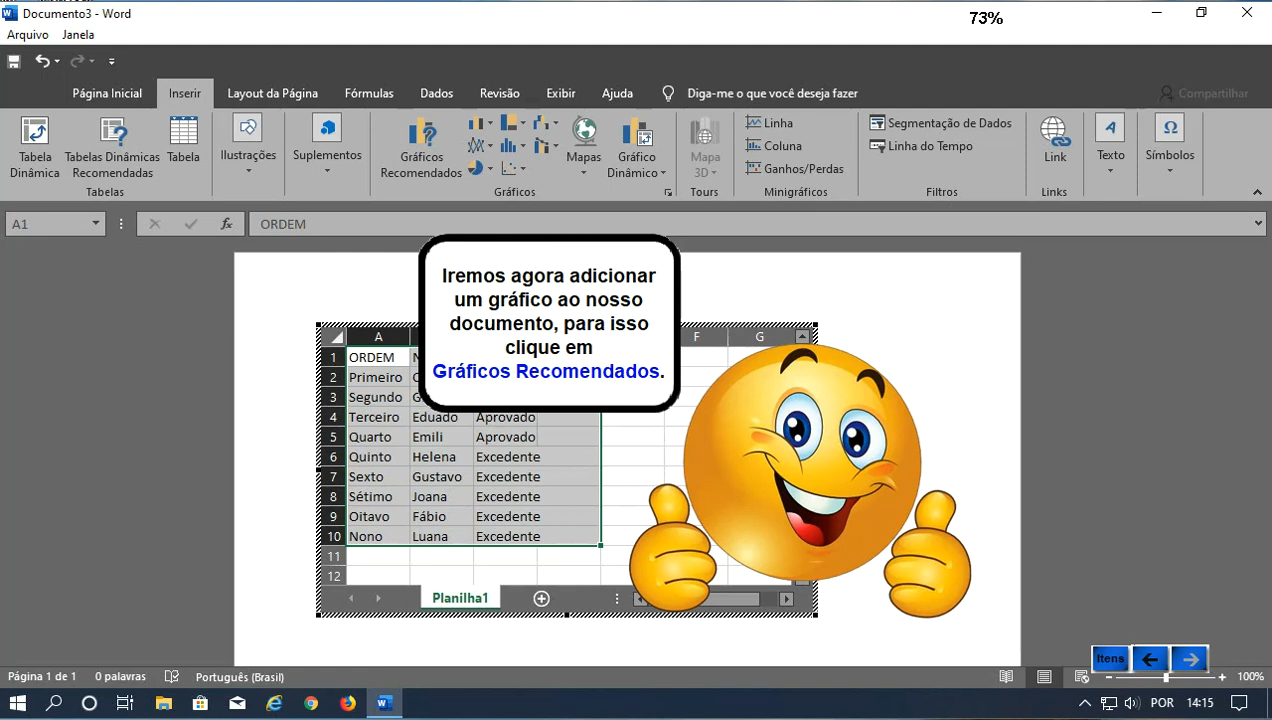 Documento3 - Word
73%
Arquivo Janela
Página Inicial Inserir Layout da Página Fórmulas Dados Revisão Exibir Ajuda Diga-me o que você deseja fazer Compartilhar
Tabela Dinâmica
Tabelas Dinâmicas Recomendadas
Tabela
Tabelas
Ilustrações
Suplementos
Gráficos Recomendados
Mapas
Gráfico Dinâmico
Gráficos
Mapa 3D
Tours
Linha
Coluna
Ganhos/Perdas
Minigráficos
Segmentação de Dados
Linha do Tempo
Filtros
Link
Links
Texto
Símbolos
A1 fx ORDEM
Iremos agora adicionar
um gráfico ao nosso
documento, para isso
clique em
Gráficos Recomendados.
A F G
1 ORDEM
2 Primeiro
3 Segundo
4 Terceiro Eduado Aprovado
5 Quarto Emili Aprovado
6 Quinto Helena Excedente
7 Sexto Gustavo Excedente
8 Sétimo Joana Excedente
9 Oitavo Fábio Excedente
10 Nono Luana Excedente
11
12
Planilha1
Itens
Página 1 de 1 0 palavras Português (Brasil) 100%
POR 14:15